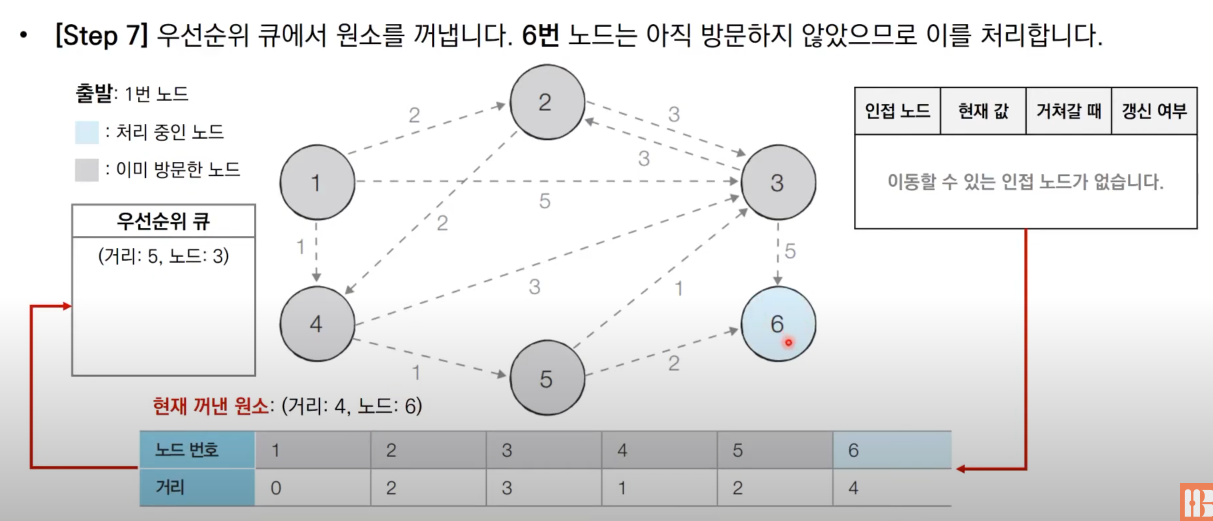 • [Step 7] 우선순위 큐에서 원소를 꺼냅니다. 6번 노드는 아직 방문하지 않았으므로 이를 처리합니다.
출발: 1번 노드
: 처리 중인 노드
: 이미 방문한 노드
우선순위 큐
(거리: 5, 노드: 3)
2
2
3
3
1
5
3
2
1
5
3
1
4
6
1
5
2
인접 노드 현재 값 거쳐갈 때 갱신 여부
이동할 수 있는 인접 노드가 없습니다.
현재 꺼낸 원소: (거리: 4, 노드: 6)
노드 번호 1 2 3 4 5 6
거리 0 2 3 1 2 4